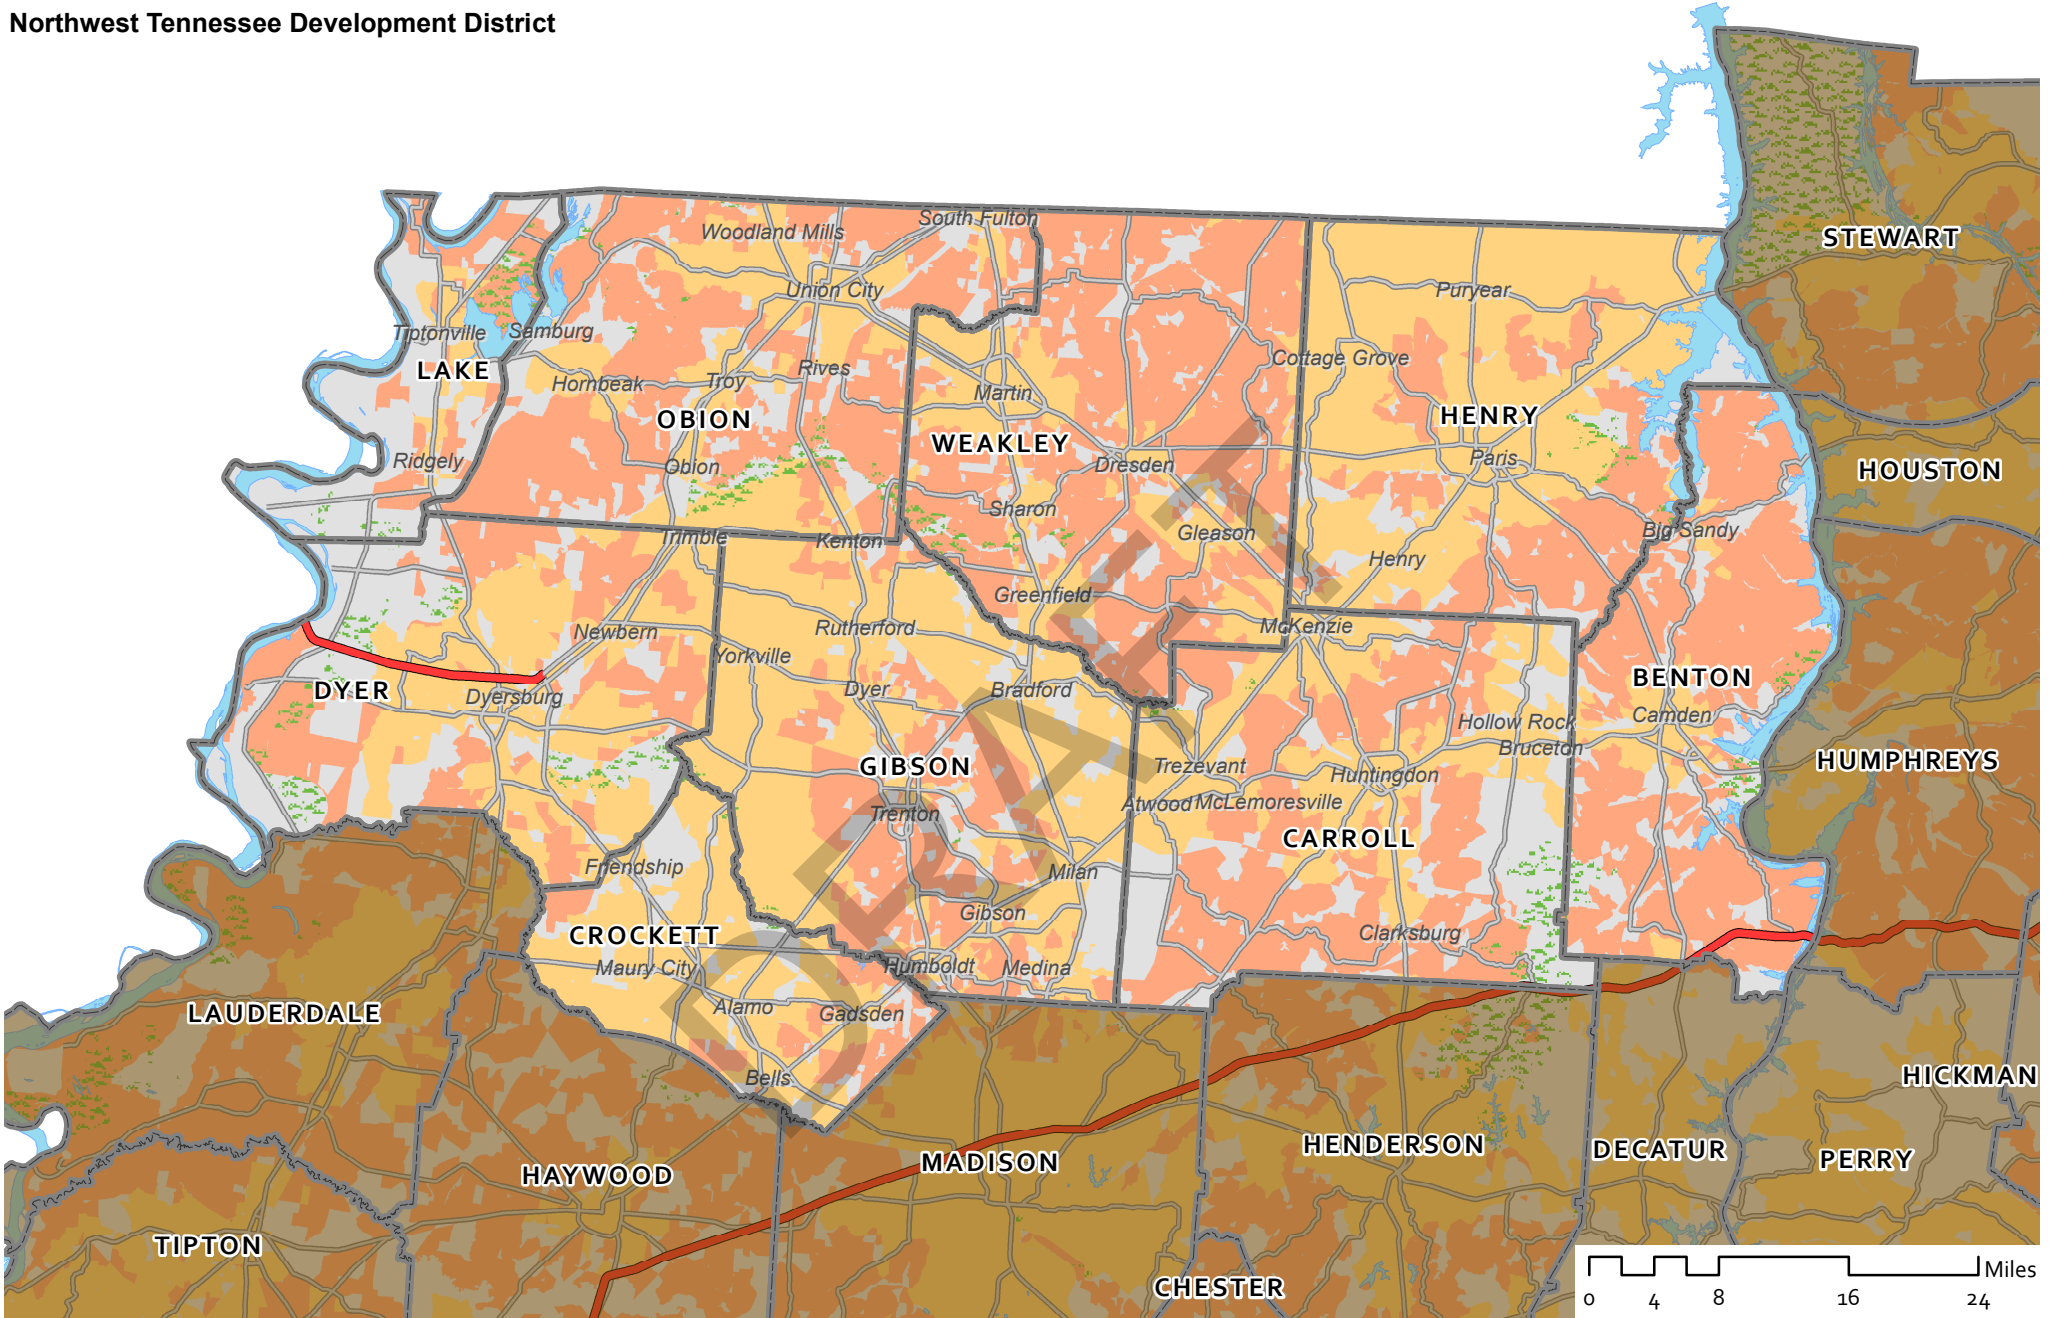 Northwest Tennessee Development District
STEWART
South Fulton
Woodland Mills
Union City
Puryear
Tiptonville
Samburg
Cottage Grove
LAKE
Rives
Hornbeak
Troy
Martin
OBION
HENRY
WEAKLEY
Ridgely
Obion
Dresden
Paris
HOUSTON
Sharon
Trimble
Kenton
Gleason
Big Sandy
Henry
Greenfield
Newbern
Rutherford
McKenzie
Yorkville
DYER
Dyersburg
Dyer
Bradford
BENTON
Camden
Hollow Rock
Bruceton
GIBSON
Trezevant
Huntingdon
HUMPHREYS
Trenton
Atwood
McLemoresville
CARROLL
Friendship
Milan
Gibson
CROCKETT
Clarksburg
Maury City
Humboldt
Medina
LAUDERDALE
Alamo
Gadsden
Bells
HICKMAN
DRAFT
HENDERSON
DECATUR
PERRY
MADISON
HAYWOOD
TIPTON
CHESTER
Miles
0 4 8 16 24